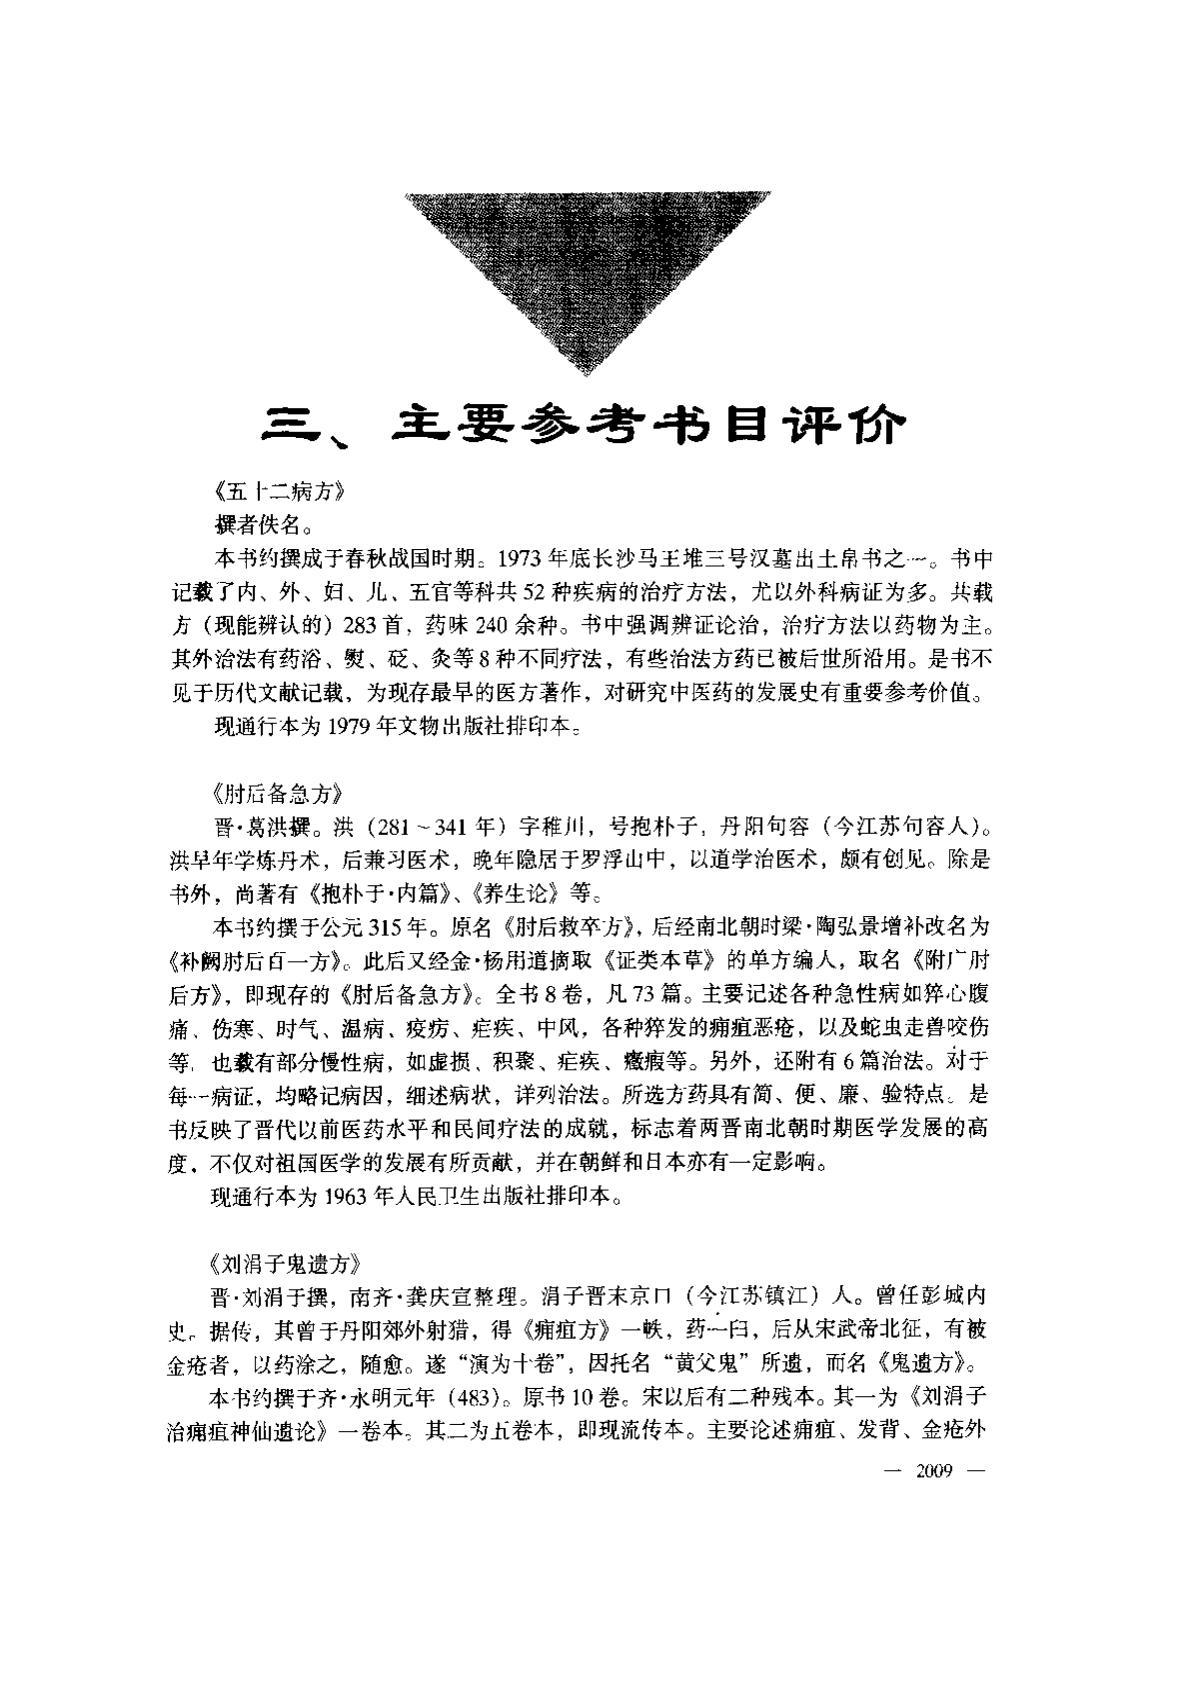 三、主要参考书目评价
《五十二病方》
撰者佚名。
本书约撰成于春秋战国时期。1973年底长沙马王堆三号汉墓出土帛书之一。书中
记载了内、外、妇、儿、五官等科共52种疾病的治疗方法，尤以外科病证为多。共载
方（现能辨认的）283首，药味240余种。书中强调辨证论治，治疗方法以药物为主。
其外治法有药浴、熨、砭、灸等8种不同疗法，有些治法方药已被后世所沿用。是书不
见于历代文献记载，为现存最早的医方著作，对研究中医药的发展史有重要参考价值。
现通行本为1979年文物出版社排印本。
《肘后备急方》
晋·葛洪撰。洪（281～341年）字稚川，号抱朴子，丹阳句容（今江苏句容人）。
洪早年学炼丹术，后兼习医术，晚年隐居于罗浮山中，以道学治医术，颇有创见。除是
书外，尚著有《抱朴子·内篇》、《养生论》等。
本书约撰于公元315年。原名《肘后救卒方》，后经南北朝时梁·陶弘景增补改名为
《补阙肘后百一方》。此后又经金·杨用道摘取《证类本草》的单方编入，取名《附广肘
后方》，即现存的《肘后备急方》。全书8卷，凡73篇。主要记述各种急性病如猝心腹
痛、伤寒、时气、温病、疫疠、疟疾、中风，各种猝发的痈疽恶疮，以及蛇虫走兽咬伤
等，也载有部分慢性病，如虚损、积聚、疟疾、癥瘕等。另外，还附有6篇治法。对于
每一病证，均略记病因，细述病状，详列治法。所选方药具有简、便、廉、验特点。是
书反映了晋代以前医药水平和民间疗法的成就，标志着两晋南北朝时期医学发展的高
度，不仅对祖国医学的发展有所贡献，并在朝鲜和日本亦有一定影响。
现通行本为1963年人民卫生出版社排印本。
《刘涓子鬼遗方》
晋·刘涓子撰，南齐·龚庆宣整理。涓子晋末京口（今江苏镇江）人。曾任彭城内
史。据传，其曾于丹阳郊外射猎，得《痈疽方》一帙，药一臼，后从宋武帝北征，有被
金疮者，以药涂之，随愈。遂“演为十卷”，因托名“黄父鬼”所遗，而名《鬼遗方》。
本书约撰于齐·永明元年（483）。原书10卷。宋以后有二种残本。其一为《刘涓子
治痈疽神仙遗论》一卷本。其二为五卷本，即现流传本。主要论述痈疽、发背、金疮外
— 2009 —